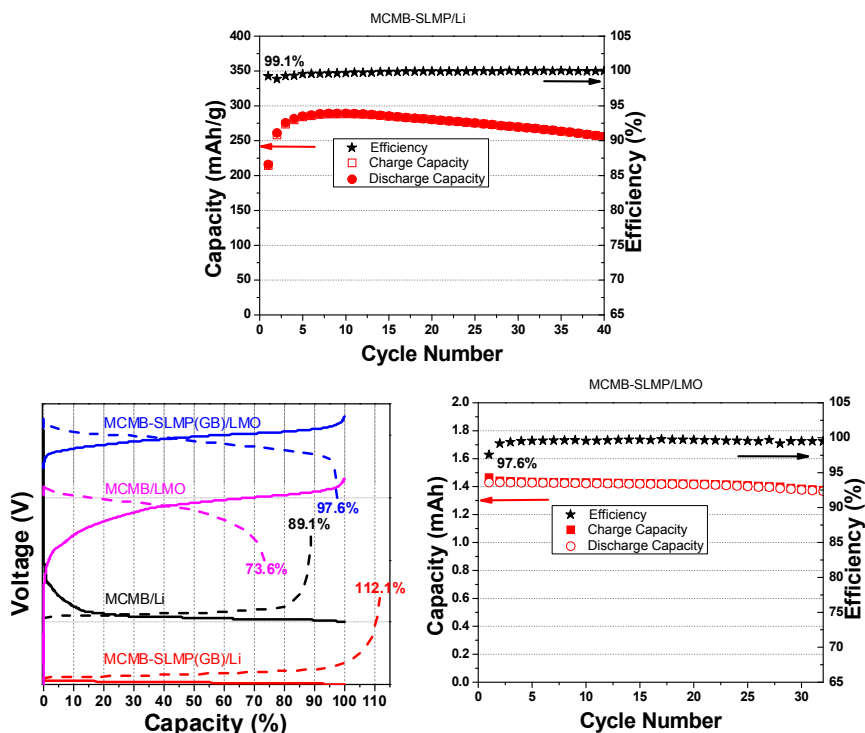 MCMB-SLMP/Li
400
350
300
250
200
150
100
50
0
Capacity (mAh/g)
99.1%
Efficiency
Charge Capacity
Discharge Capacity
105
100
95
90
85
80
75
70
65
Efficiency (%)
0 5 10 15 20 25 30 35 40
Cycle Number
Voltage (V)
MCMB-SLMP(GB)/LMO
MCMB/LMO
97.6%
89.1%
73.6%
MCMB/Li
112.1%
MCMB-SLMP(GB)/Li
0 10 20 30 40 50 60 70 80 90 100 110
Capacity (%)
MCMB-SLMP/LMO
2.0
1.8
1.6
1.4
1.2
1.0
0.8
0.6
0.4
0.2
0.0
Capacity (mAh)
97.6%
Efficiency
Charge Capacity
Discharge Capacity
105
100
95
90
85
80
75
70
65
Efficiency (%)
0 5 10 15 20 25 30
Cycle Number